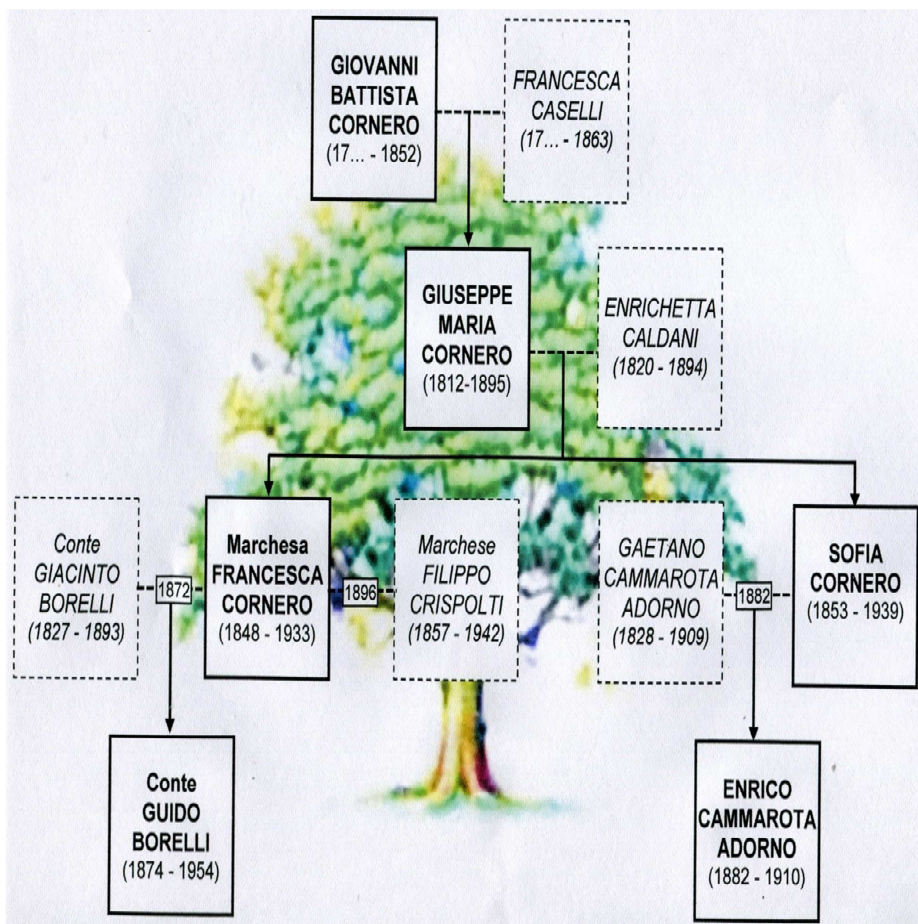 GIOVANNI
BATTISTA
CORNERO
(17... - 1852)
FRANCESCA
CASELLI
(17... - 1863)
GIUSEPPE
MARIA
CORNERO
(1812-1895)
ENRICHETTA
CALDANI
(1820 - 1894)
Conte
GIACINTO
BORELLI
(1827 - 1893)
1872
Marchesa
FRANCESCA
CORNERO
(1848 - 1933)
1896
Marchese
FILIPPO
CRISPOLTI
(1857 - 1942)
GAETANO
CAMMAROTA
ADORNO
(1828 - 1909)
1882
SOFIA
CORNERO
(1853 - 1939)
Conte
GUIDO
BORELLI
(1874 - 1954)
ENRICO
CAMMAROTA
ADORNO
(1882 - 1910)